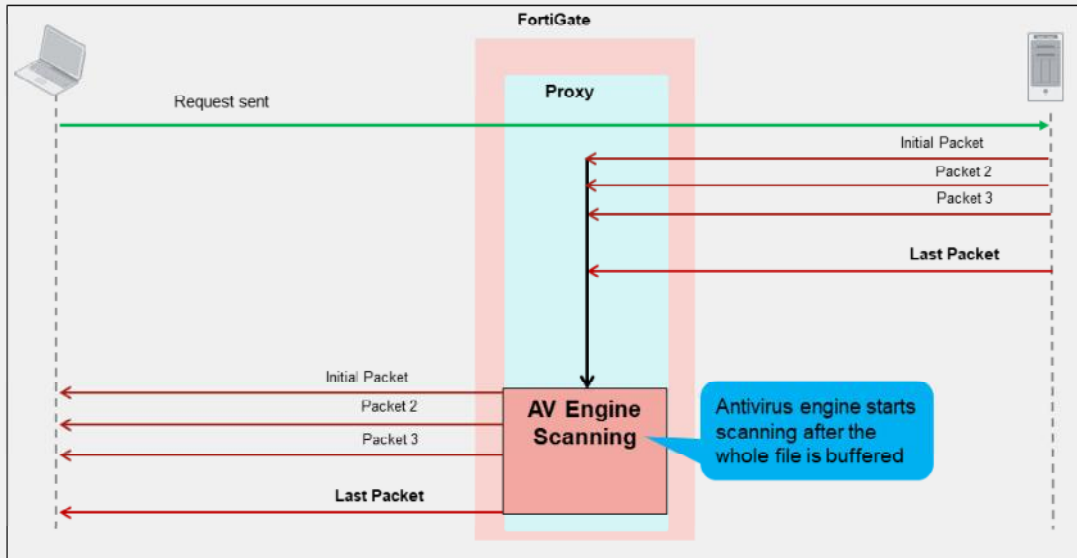 FortiGate
Proxy
Request sent
Initial Packet
Packet 2
Packet 3
Last Packet
Initial Packet
Packet 2
Packet 3
Last Packet
AV Engine
Scanning
Antivirus engine starts
scanning after the
whole file is buffered